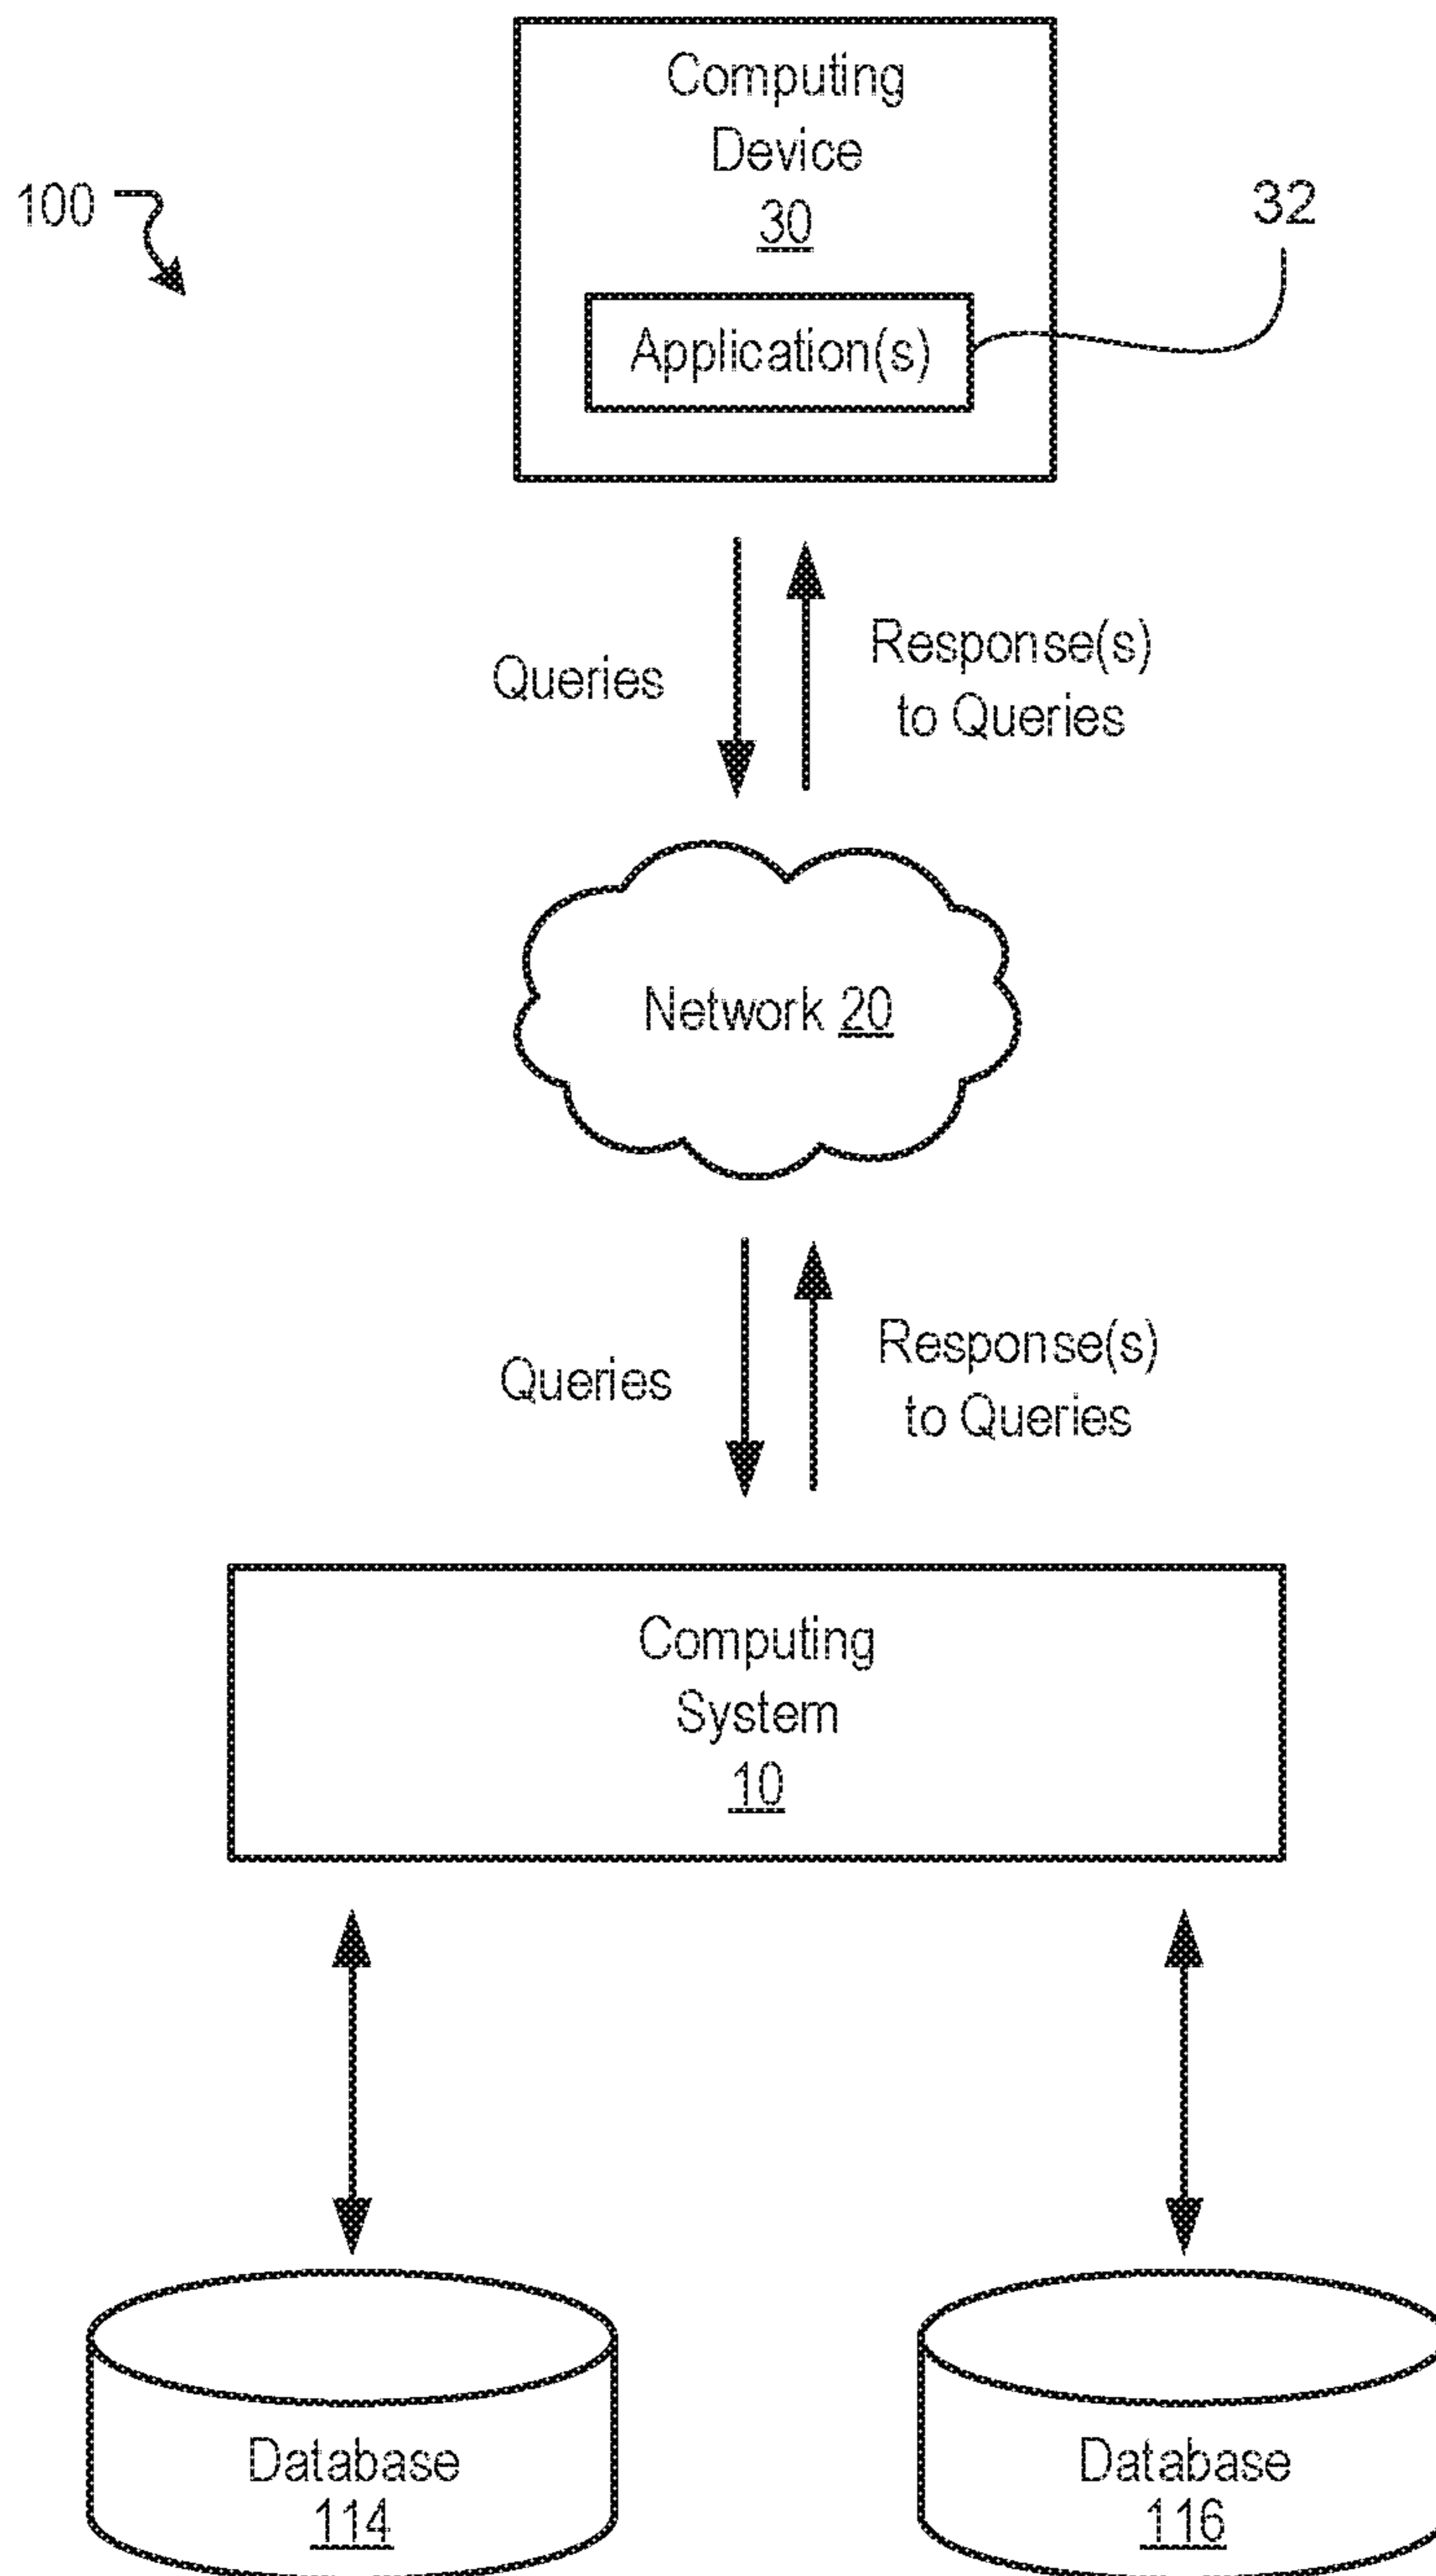 Computing
Device
30
100
32
Application(s)
Queries
Response(s)
to Queries
Network 20
Queries
Response(s)
to Queries
Computing
System
10
Database
114
Database
116